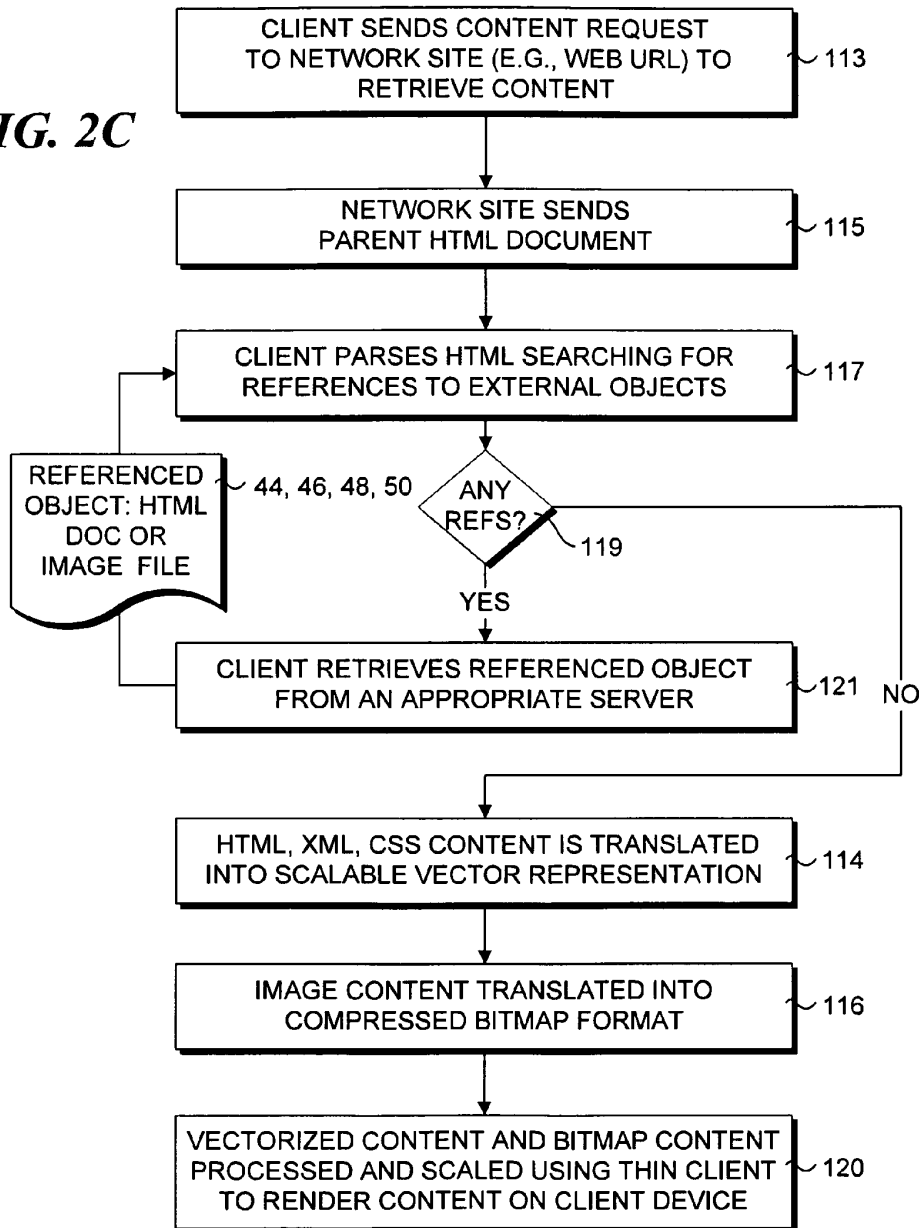 CLIENT SENDS CONTENT REQUEST
TO NETWORK SITE (E.G., WEB URL) TO
RETRIEVE CONTENT
113
IG. 2C
NETWORK SITE SENDS
PARENT HTML DOCUMENT
115
CLIENT PARSES HTML SEARCHING FOR
REFERENCES TO EXTERNAL OBJECTS
117
REFERENCED
OBJECT: HTML
DOC OR
IMAGE FILE
44, 46, 48, 50
ANY
REFS?
119
YES
CLIENT RETRIEVES REFERENCED OBJECT
FROM AN APPROPRIATE SERVER
121
NO
HTML, XML, CSS CONTENT IS TRANSLATED
INTO SCALABLE VECTOR REPRESENTATION
114
IMAGE CONTENT TRANSLATED INTO
COMPRESSED BITMAP FORMAT
116
VECTORIZED CONTENT AND BITMAP CONTENT
PROCESSED AND SCALED USING THIN CLIENT
TO RENDER CONTENT ON CLIENT DEVICE
120